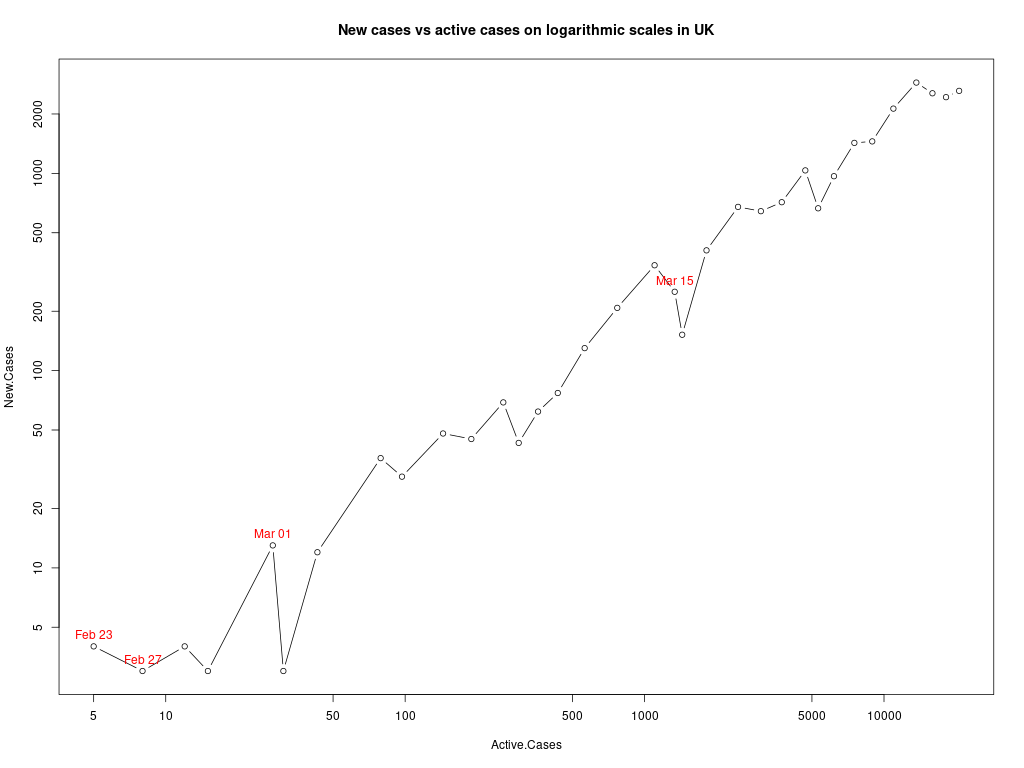 New cases vs active cases on logarithmic scales in UK
2000
1000
500
200
100
50
20
10
5
New.Cases
Mar 15
Mar 01
Feb 23
Feb 27
5 10 50 100 500 1000 5000 10000
Active.Cases